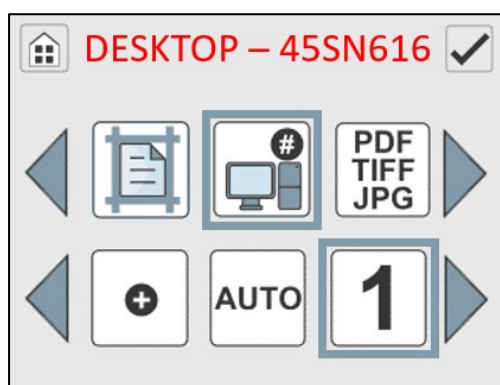 DESKTOP – 45SN616
#
PDF
TIFF
JPG
AUTO
1